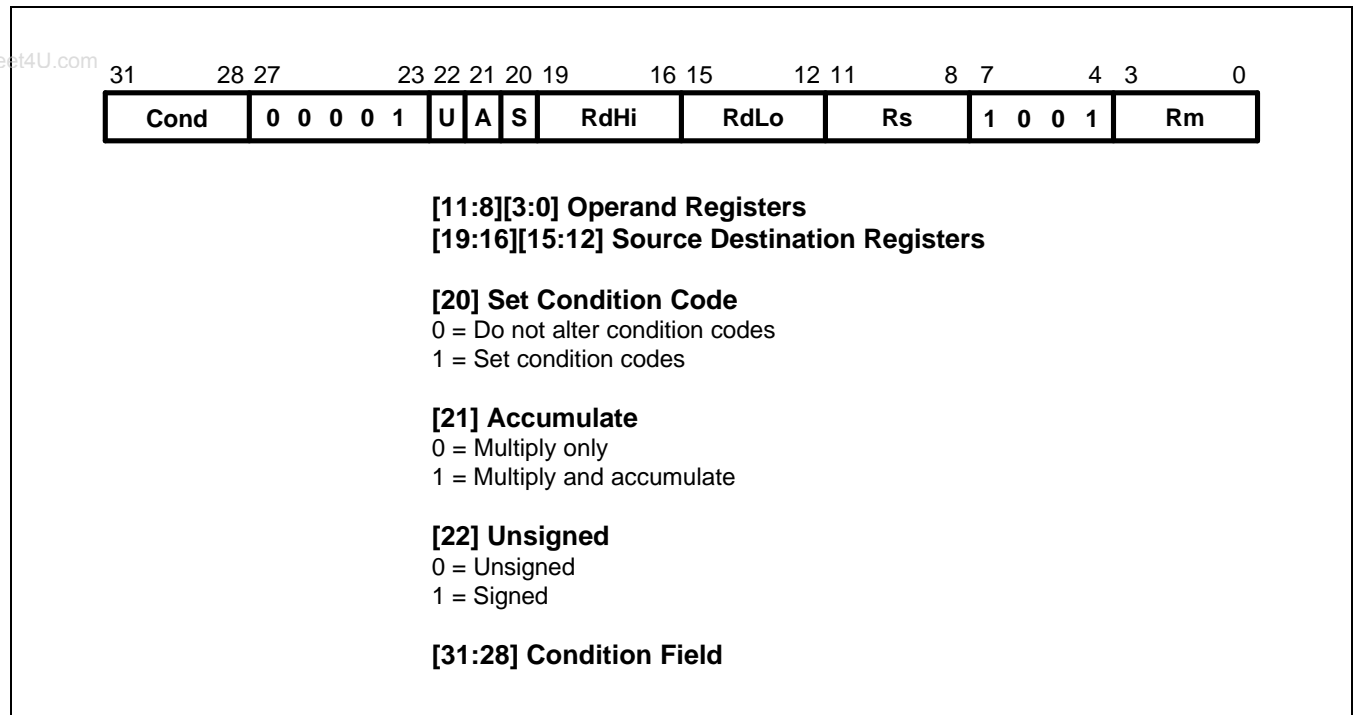 eet4U.com
31 28 27 23 22 21 20 19 16 15 12 11 8 7 4 3 0
Cond 0 0 0 0 1 U A S RdHi RdLo Rs 1 0 0 1 Rm
[11:8][3:0] Operand Registers
[19:16][15:12] Source Destination Registers
[20] Set Condition Code
0 = Do not alter condition codes
1 = Set condition codes
[21] Accumulate
0 = Multiply only
1 = Multiply and accumulate
[22] Unsigned
0 = Unsigned
1 = Signed
[31:28] Condition Field